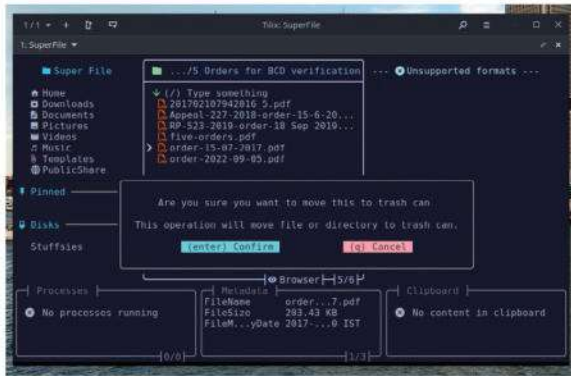 1/1
Tilix: SuperFile
1: SuperFile
Super File
.../5 Orders for BCD verification
--- Unsupported formats ---
Home
Downloads
Documents
Pictures
Videos
Music
Templates
PublicShare
(/) Type something
201702107942016 5.pdf
Appeal-227-2018-order-15-6-20...
RP-523-2019-order-18 Sep 2019...
five-orders.pdf
order-15-07-2017.pdf
order-2022-09-05.pdf
Pinned
Disks
Stuffsies
Are you sure you want to move this to trash can
This operation will move file or directory to trash can.
(enter) Confirm
(q) Cancel
Browser
5/6
Processes
No processes running
0/0
Metadata
FileName order...7.pdf
FileSize 293.43 KB
FileM...yDate 2017-...0 IST
1/3
Clipboard
No content in clipboard